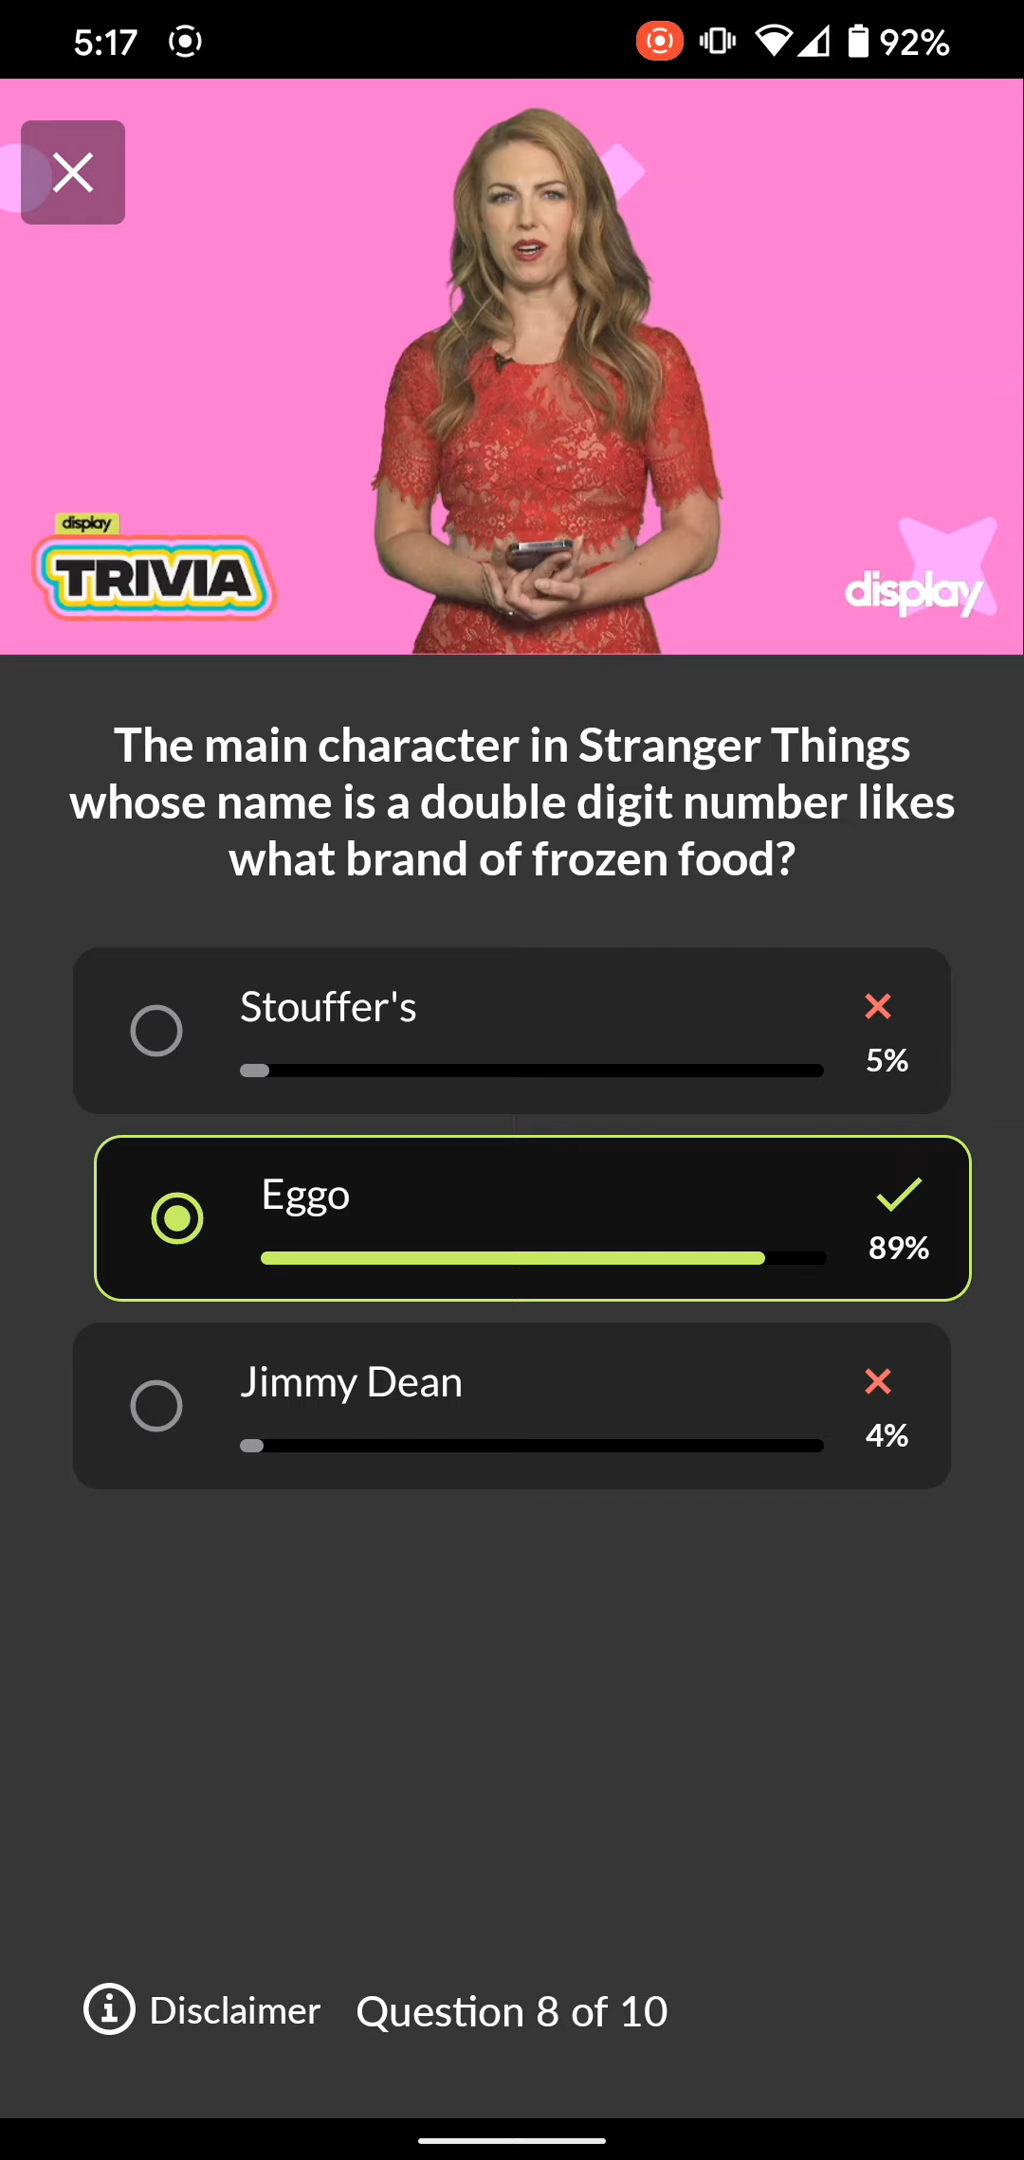 5:17
92%
display
TRIVIA
display
The main character in Stranger Things
whose name is a double digit number likes
what brand of frozen food?
Stouffer's
5%
Eggo
89%
Jimmy Dean
4%
Disclaimer
Question 8 of 10